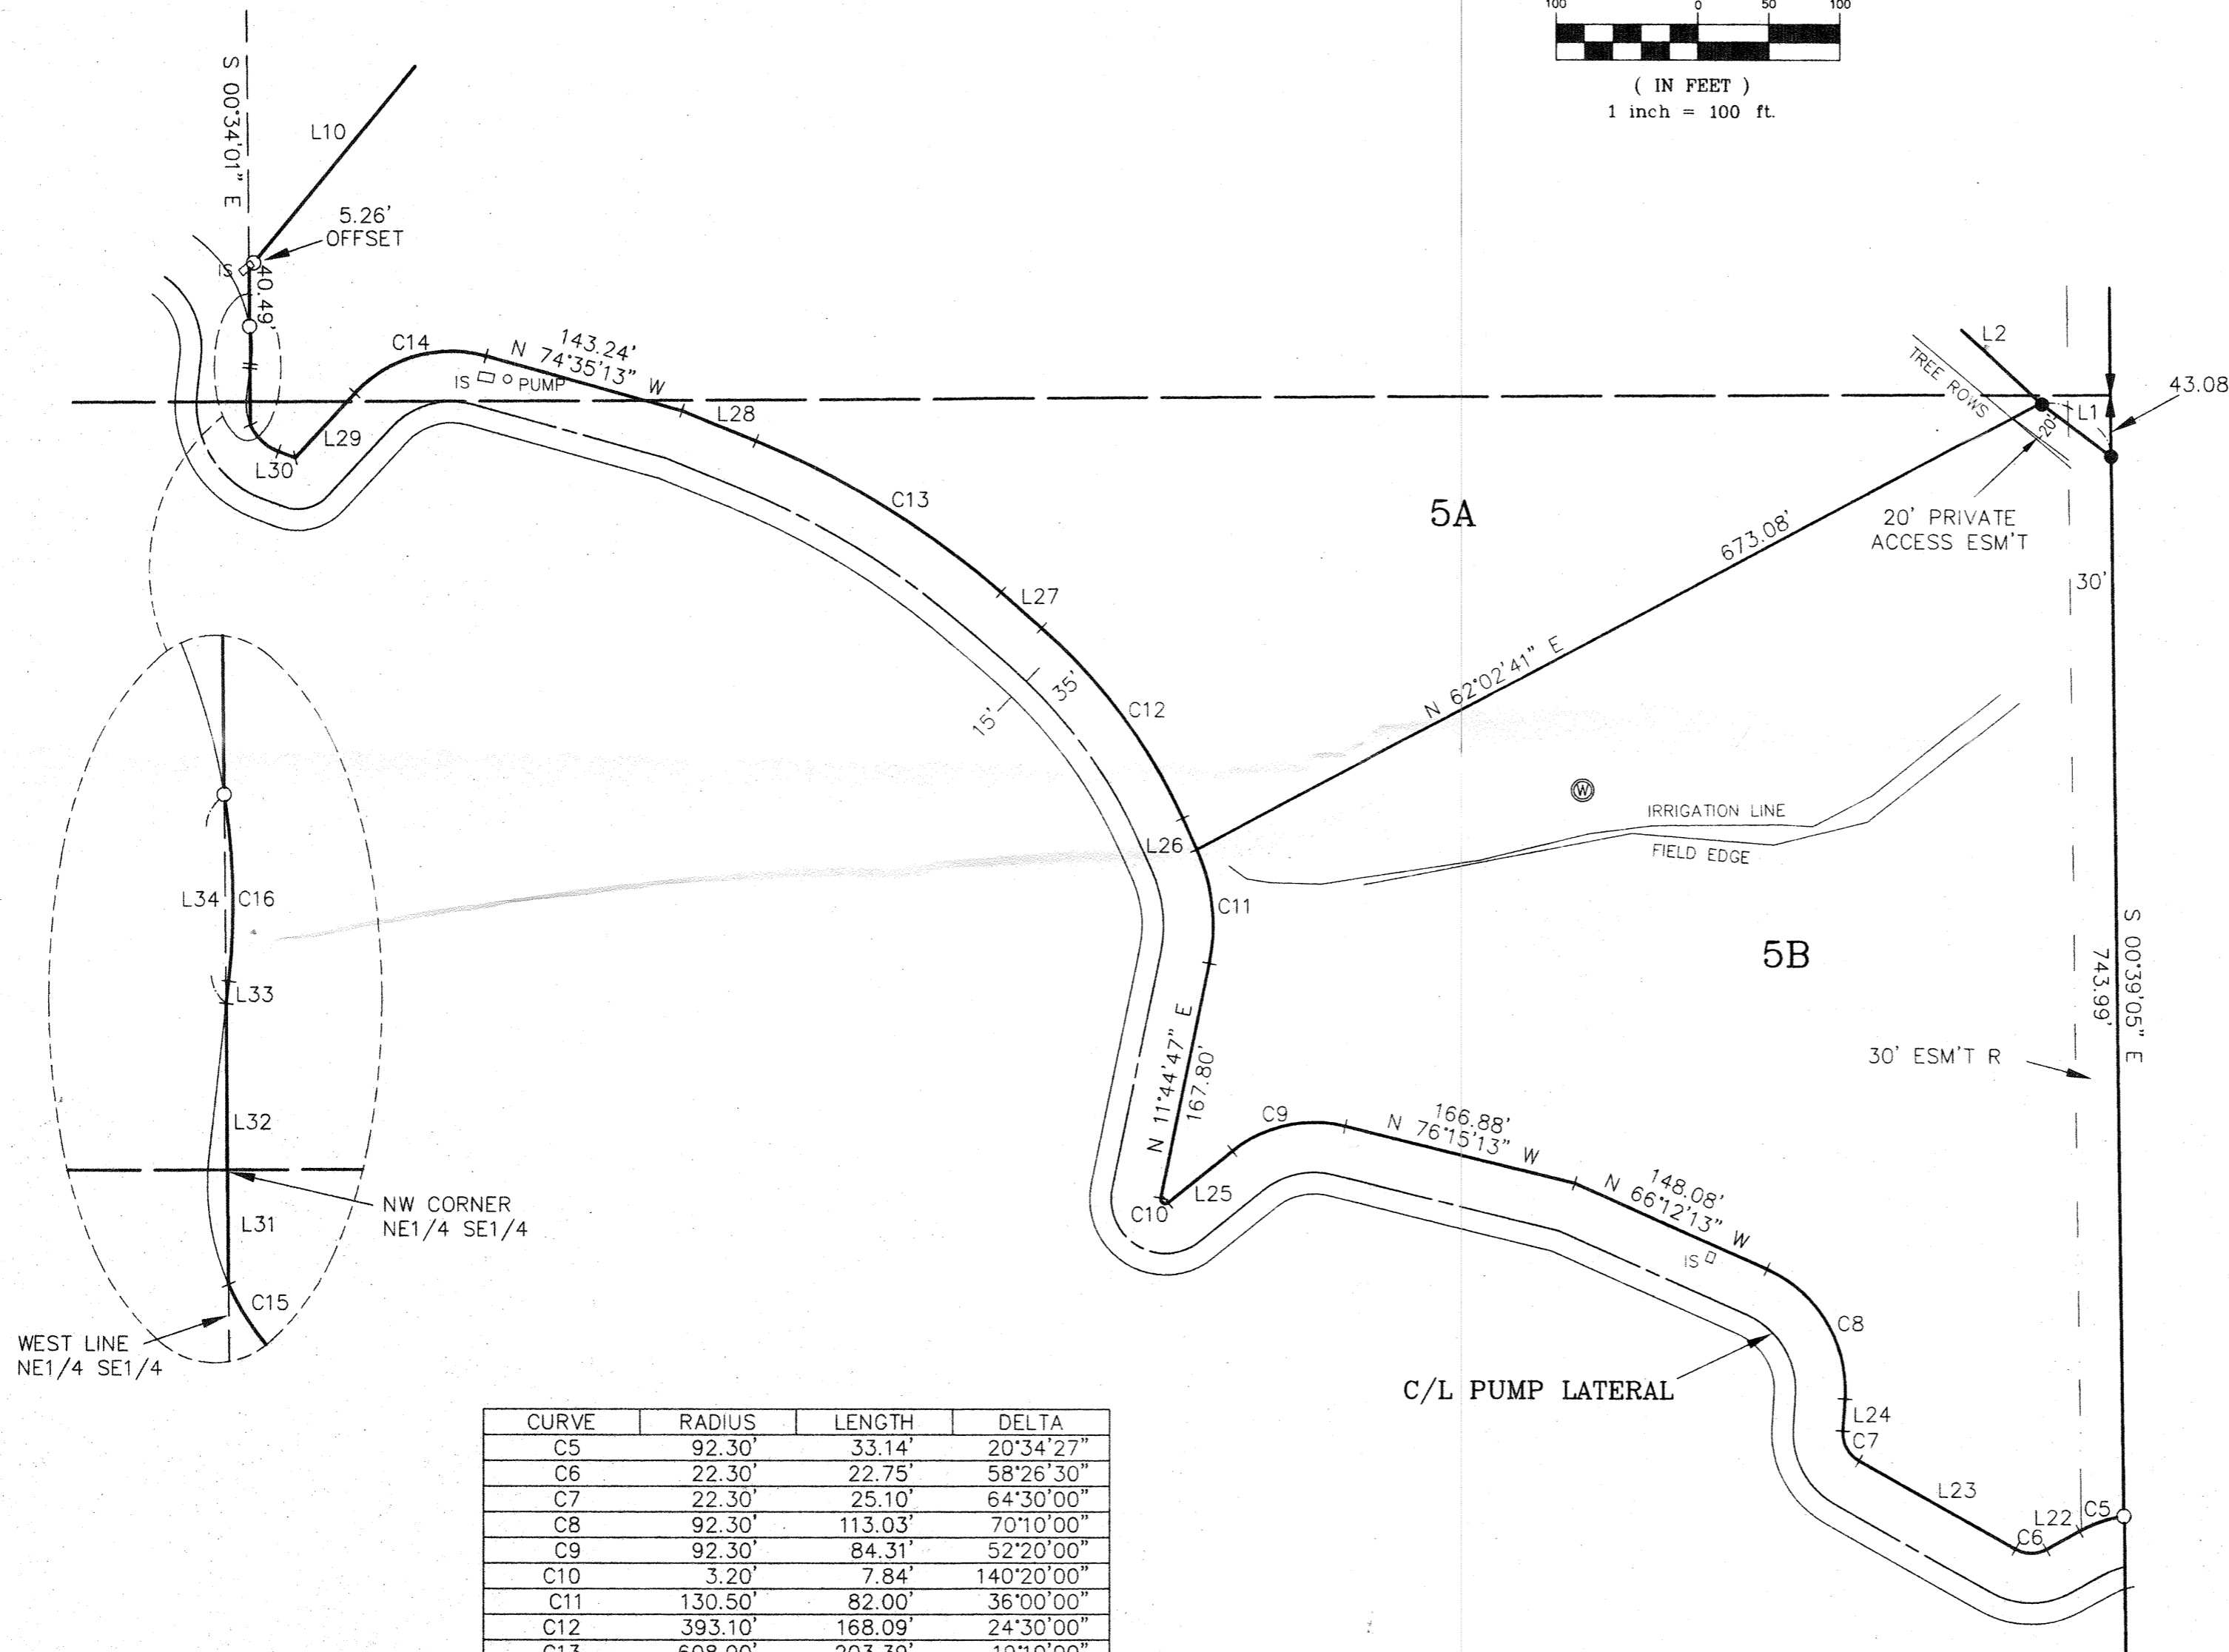 100 0 50 100
( IN FEET )
1 inch = 100 ft.
S 00°34'01" E
L10
5.26'
OFFSET
IS
40.49'
C14
143.24'
N 74°35'13" W
IS PUMP
L28
L29
L30
L2
TREE ROWS
L1
20'
43.08
C13
5A
20' PRIVATE
ACCESS ESM'T
673.08'
N 62°02'41" E
30'
L27
35'
15'
C12
IRRIGATION LINE
FIELD EDGE
W
L26
C11
L34 C16
L33
L32
NW CORNER
NE1/4 SE1/4
L31
C15
WEST LINE
NE1/4 SE1/4
5B
S 00°39'05" E
743.99'
30' ESM'T R
N 11°44'47" E
167.80'
C9
166.88'
N 76°15'13" W
C10
L25
148.08'
N 66°12'13" W
IS
C8
C/L PUMP LATERAL
L24
C7
L23
L22
C5
C6
CURVE RADIUS LENGTH DELTA
C5 92.30' 33.14' 20°34'27"
C6 22.30' 22.75' 58°26'30"
C7 22.30' 25.10' 64°30'00"
C8 92.30' 113.03' 70°10'00"
C9 92.30' 84.31' 52°20'00"
C10 3.20' 7.84' 140°20'00"
C11 130.50' 82.00' 36°00'00"
C12 393.10' 168.09' 24°30'00"
C13 608.00' 203.39' 19°10'00"